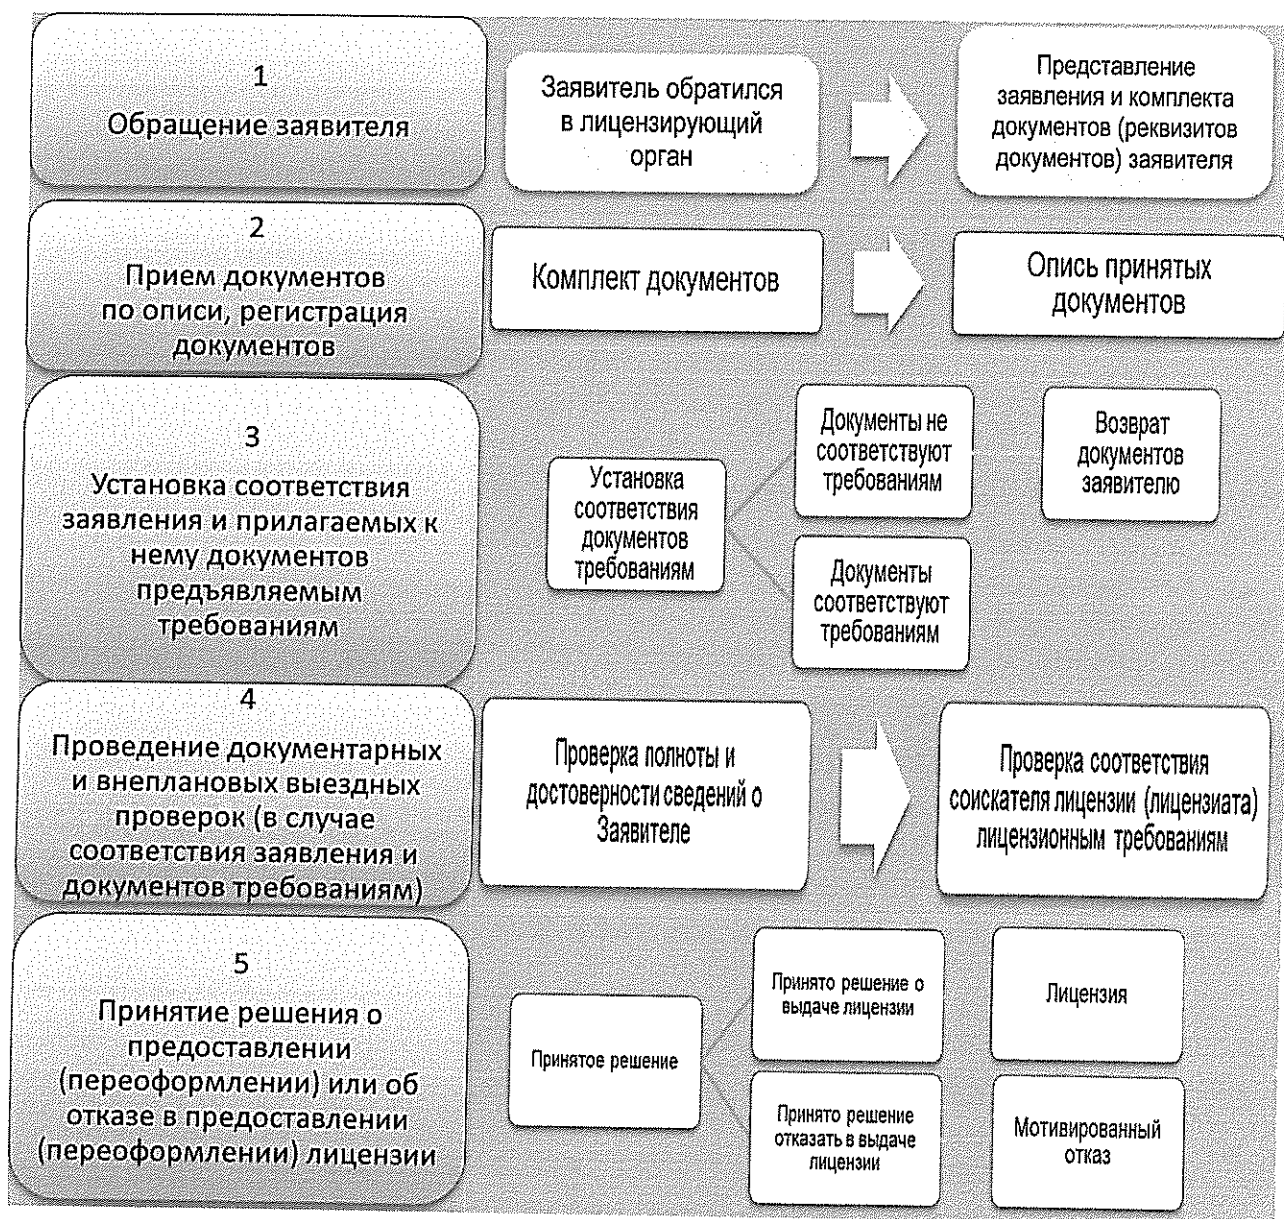 1
Обращение заявителя
Заявитель обратился
в лицензирующий
орган
Представление
заявления и комплекта
документов (реквизитов
документов) заявителя
2
Прием документов
по описи, регистрация
документов
Комплект документов
Опись принятых
документов
3
Установка соответствия
заявления и прилагаемых к
нему документов
предъявляемым
требованиям
Установка
соответствия
документов
требованиям
Документы не
соответствуют
требованиям
Возврат
документов
заявителю
Документы
соответствуют
требованиям
4
Проведение документарных
и внеплановых выездных
проверок (в случае
соответствия заявления и
документов требованиям)
Проверка полноты и
достоверности сведений о
Заявителе
Проверка соответствия
соискателя лицензии (лицензиата)
лицензионным требованиям
5
Принятие решения о
предоставлении
(переоформлении) или об
отказе в предоставлении
(переоформлении) лицензии
Принятое решение
Принято решение о
выдаче лицензии
Лицензия
Принято решение
отказать в выдаче
лицензии
Мотивированный
отказ